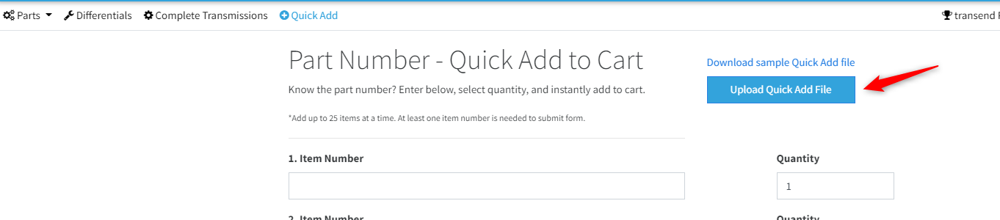 Parts Differentials Complete Transmissions Quick Add transend
Part Number - Quick Add to Cart
Know the part number? Enter below, select quantity, and instantly add to cart.
*Add up to 25 items at a time. At least one item number is needed to submit form.
Download sample Quick Add file
Upload Quick Add File
1. Item Number
Quantity
1
2. Item Number
Quantity